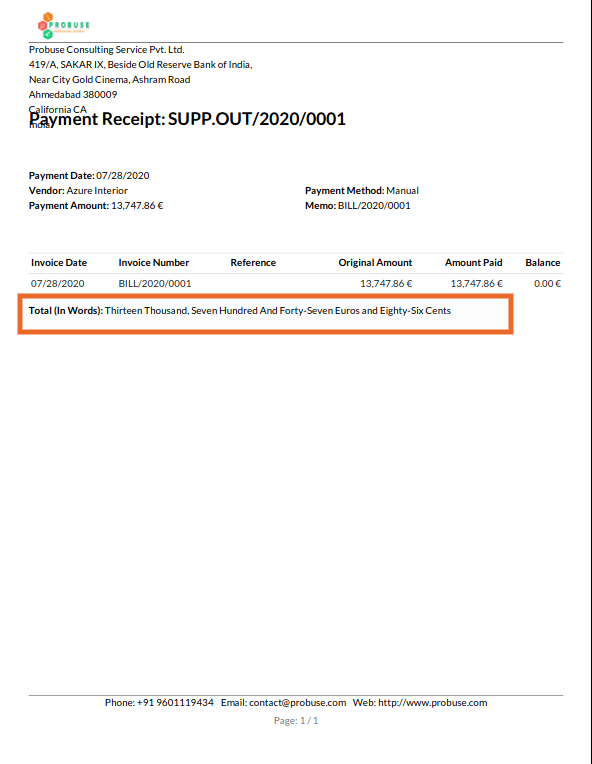 PROBUSE
Probuse Consulting Service Pvt. Ltd.
419/A, SAKAR IX, Beside Old Reserve Bank of India,
Near City Gold Cinema, Ashram Road
Ahmedabad 380009
California CA
India
Payment Receipt: SUPP.OUT/2020/0001
Payment Date: 07/28/2020
Vendor: Azure Interior Payment Method: Manual
Payment Amount: 13,747.86 € Memo: BILL/2020/0001
Invoice Date Invoice Number Reference Original Amount Amount Paid Balance
07/28/2020 BILL/2020/0001 13,747.86 € 13,747.86 € 0.00 €
Total (In Words): Thirteen Thousand, Seven Hundred And Forty-Seven Euros and Eighty-Six Cents
Phone: +91 9601119434 Email: contact@probuse.com Web: http://www.probuse.com
Page: 1 / 1